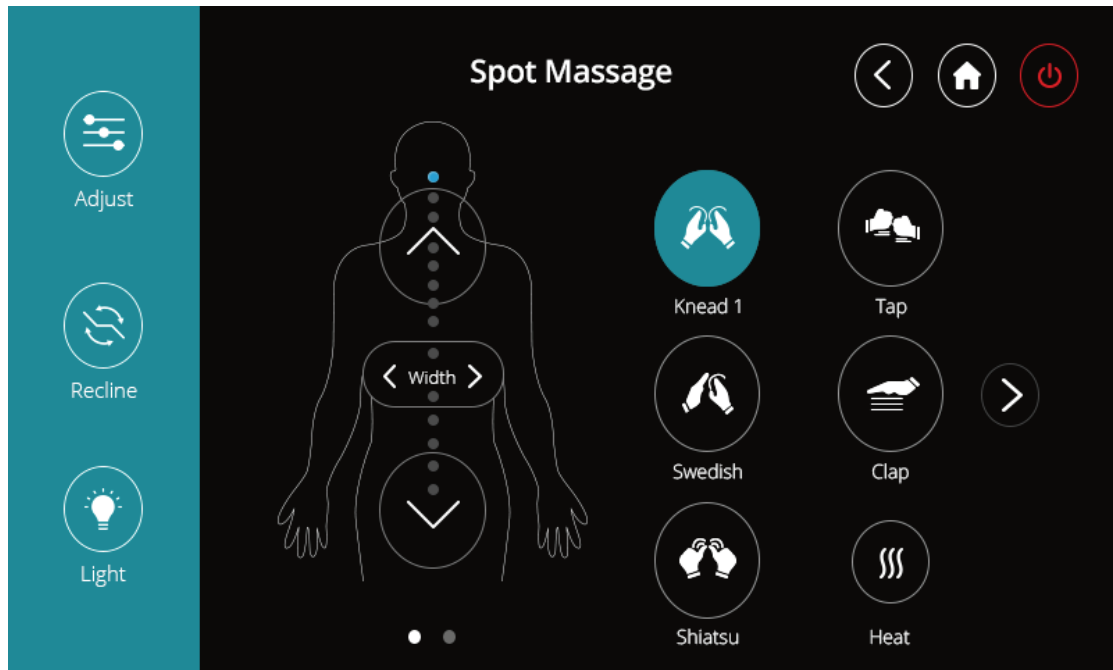 Spot Massage
Adjust
Recline
Light
Width
Knead 1
Tap
Swedish
Clap
Shiatsu
Heat